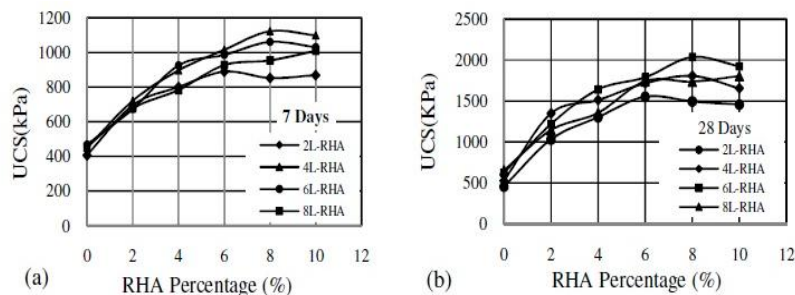 1200
1000
800
600
400
200
0
UCS(kPa)
7 Days
2L-RHA
4L-RHA
6L-RHA
8L-RHA
0 2 4 6 8 10 12
(a) RHA Percentage (%)
2500
2000
1500
1000
500
0
UCS(KPa)
28 Days
2L-RHA
4L-RHA
6L-RHA
8L-RHA
0 2 4 6 8 10 12
(b) RHA Percentage (%)